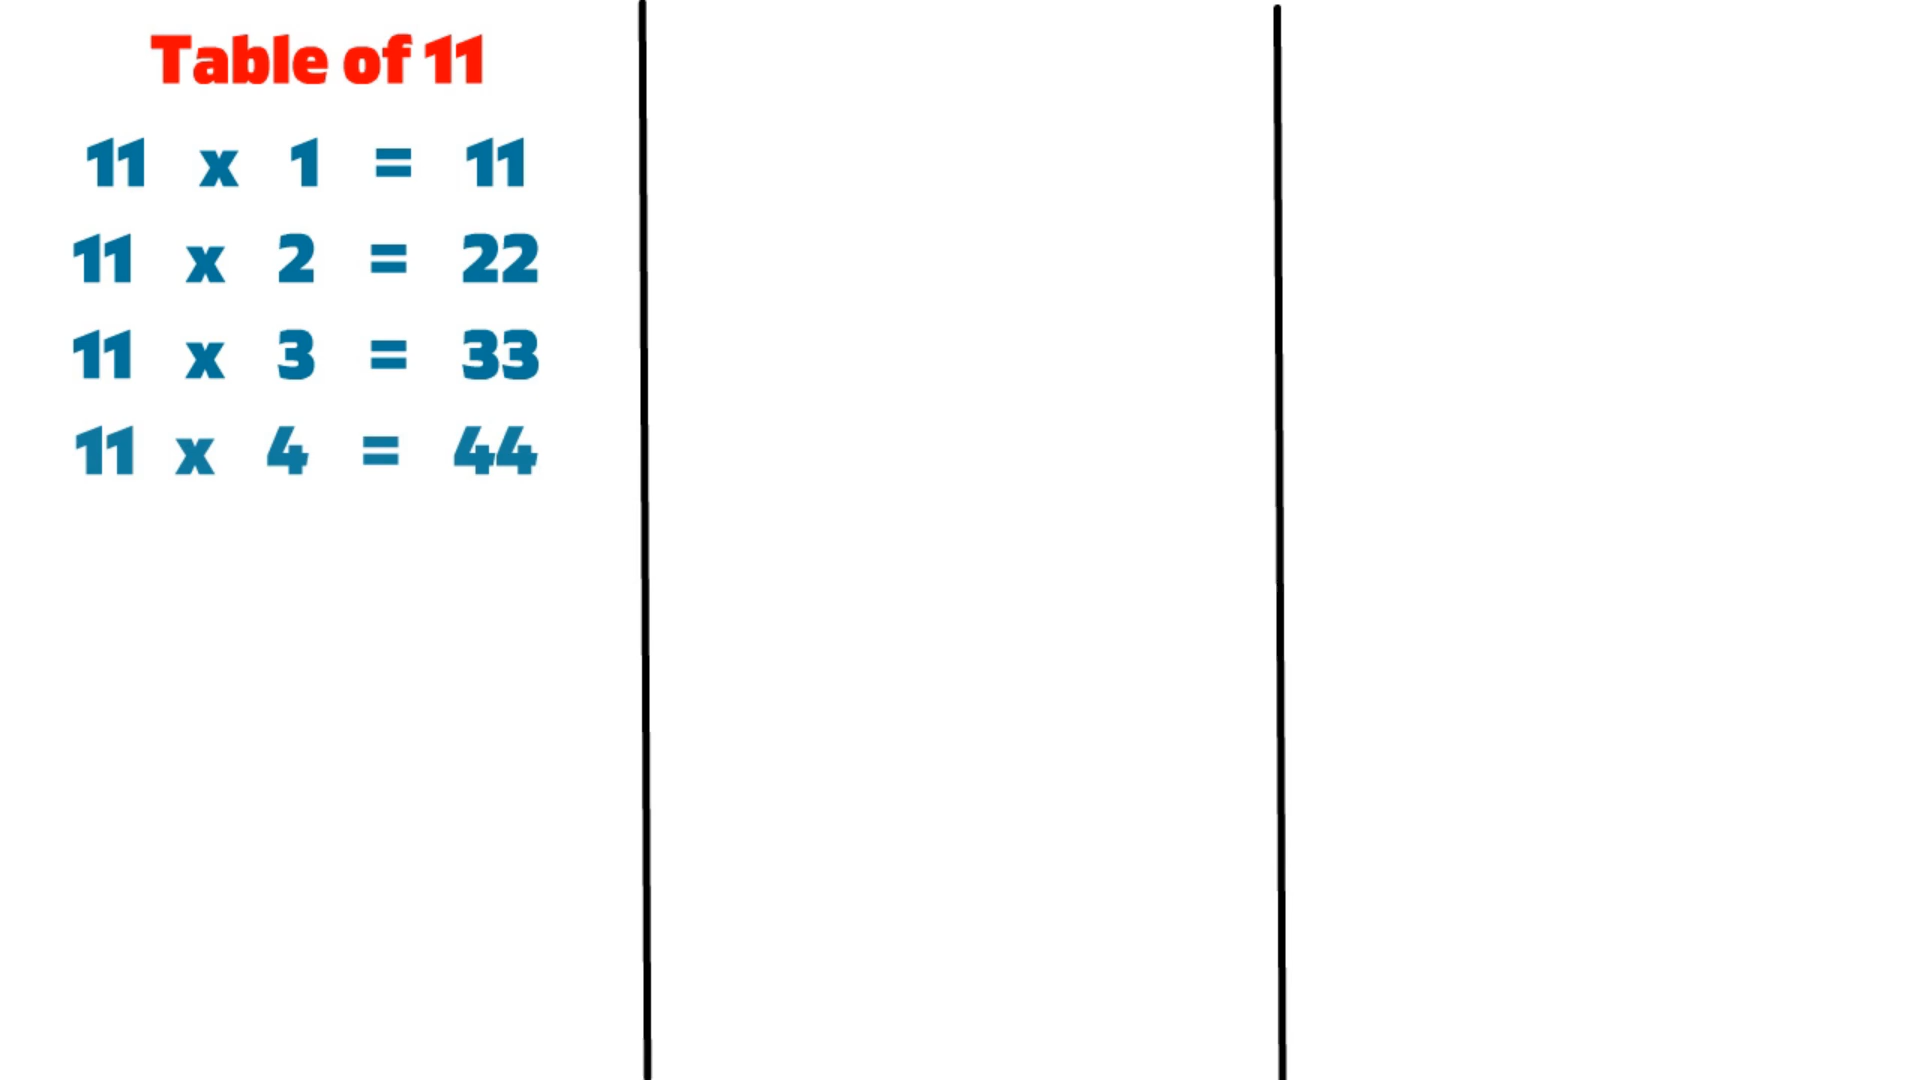 Table of 11
11 x 1 = 11
11 x 2 = 22
11 x 3 = 33
11 x 4 = 44